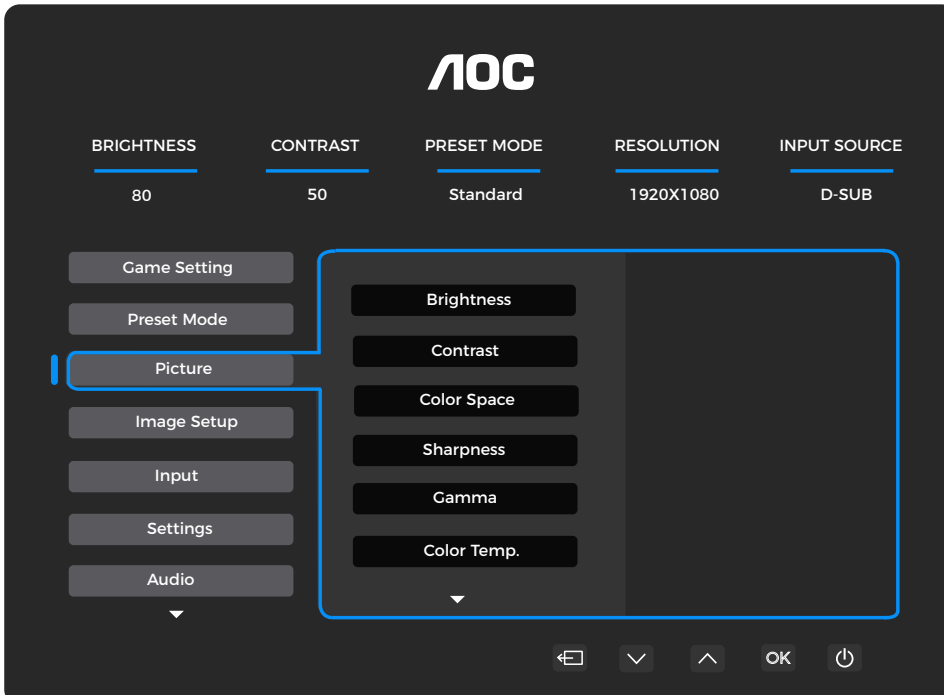 AOC
BRIGHTNESS CONTRAST PRESET MODE RESOLUTION INPUT SOURCE
80 50 Standard 1920X1080 D-SUB
Game Setting
Preset Mode
Picture
Image Setup
Input
Settings
Audio
Brightness
Contrast
Color Space
Sharpness
Gamma
Color Temp.
OK